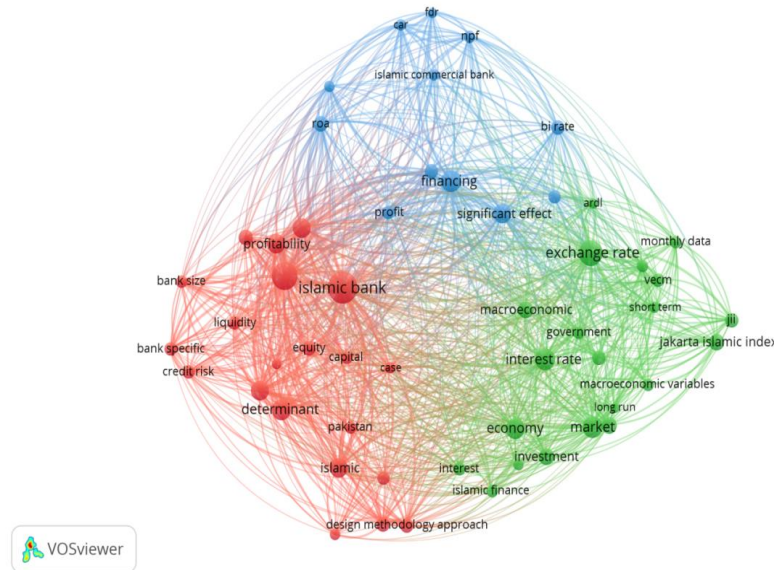 fdr
car
npf
islamic commercial bank
roa
bi rate
financing
ardl
profit
significant effect
profitability
exchange rate
monthly data
bank size
vecm
islamic bank
macroeconomic
short term
liquidity
jii
government
jakarta islamic index
bank specific
equity
capital
interest rate
credit risk
case
macroeconomic variables
determinant
long run
pakistan
economy
market
islamic
interest
investment
islamic finance
design methodology approach
VOSviewer